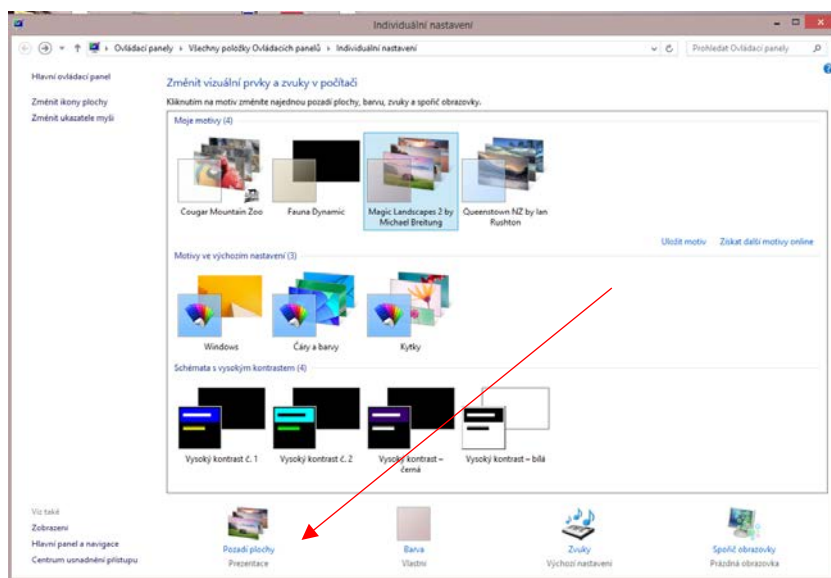 Individuální nastavení
Ovládací panely
Všechny položky Ovládacích panelů
Individuální nastavení
Prohledat Ovládací panely
Hlavní ovládací panel
Změnit ikony plochy
Změnit ukazatele myši
Změnit vizuální prvky a zvuky v počítači
Kliknutím na motiv změníte najednou pozadí plochy, barvu, zvuky a spořič obrazovky.
Moje motivy (4)
Cougar Mountain Zoo
Fauna Dynamic
Magic Landscapes 2 by
Michael Breitung
Queenstown NZ by Ian
Rushton
Uložit motiv
Získat další motivy online
Motivy ve výchozím nastavení (3)
Windows
Čáry a barvy
Kytky
Schémata s vysokým kontrastem (4)
Vysoký kontrast č. 1
Vysoký kontrast č. 2
Vysoký kontrast –
černá
Vysoký kontrast – bílá
Viz také
Zobrazení
Hlavní panel a navigace
Centrum usnadnění přístupu
Pozadí plochy
Prezentace
Barva
Vlastní
Zvuky
Výchozí nastavení
Spořič obrazovky
Prázdná obrazovka